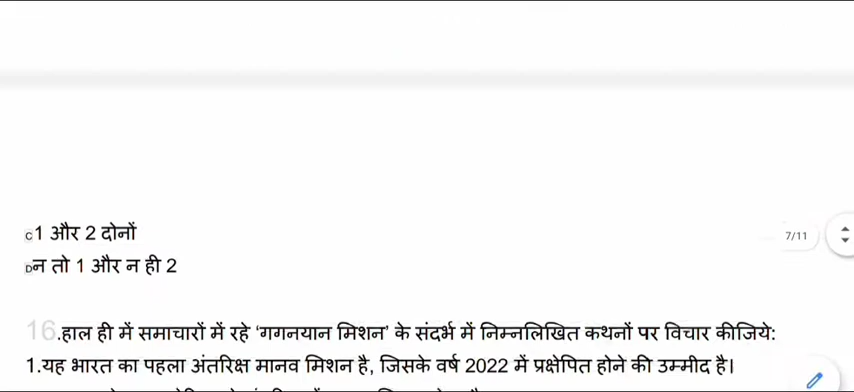 C1 और 2 दोनों
7/11
Dन तो 1 और न ही 2
16.हाल ही में समाचारों में रहे ‘गगनयान मिशन’ के संदर्भ में निम्नलिखित कथनों पर विचार कीजिये:
1.यह भारत का पहला अंतरिक्ष मानव मिशन है, जिसके वर्ष 2022 में प्रक्षेपित होने की उम्मीद है।